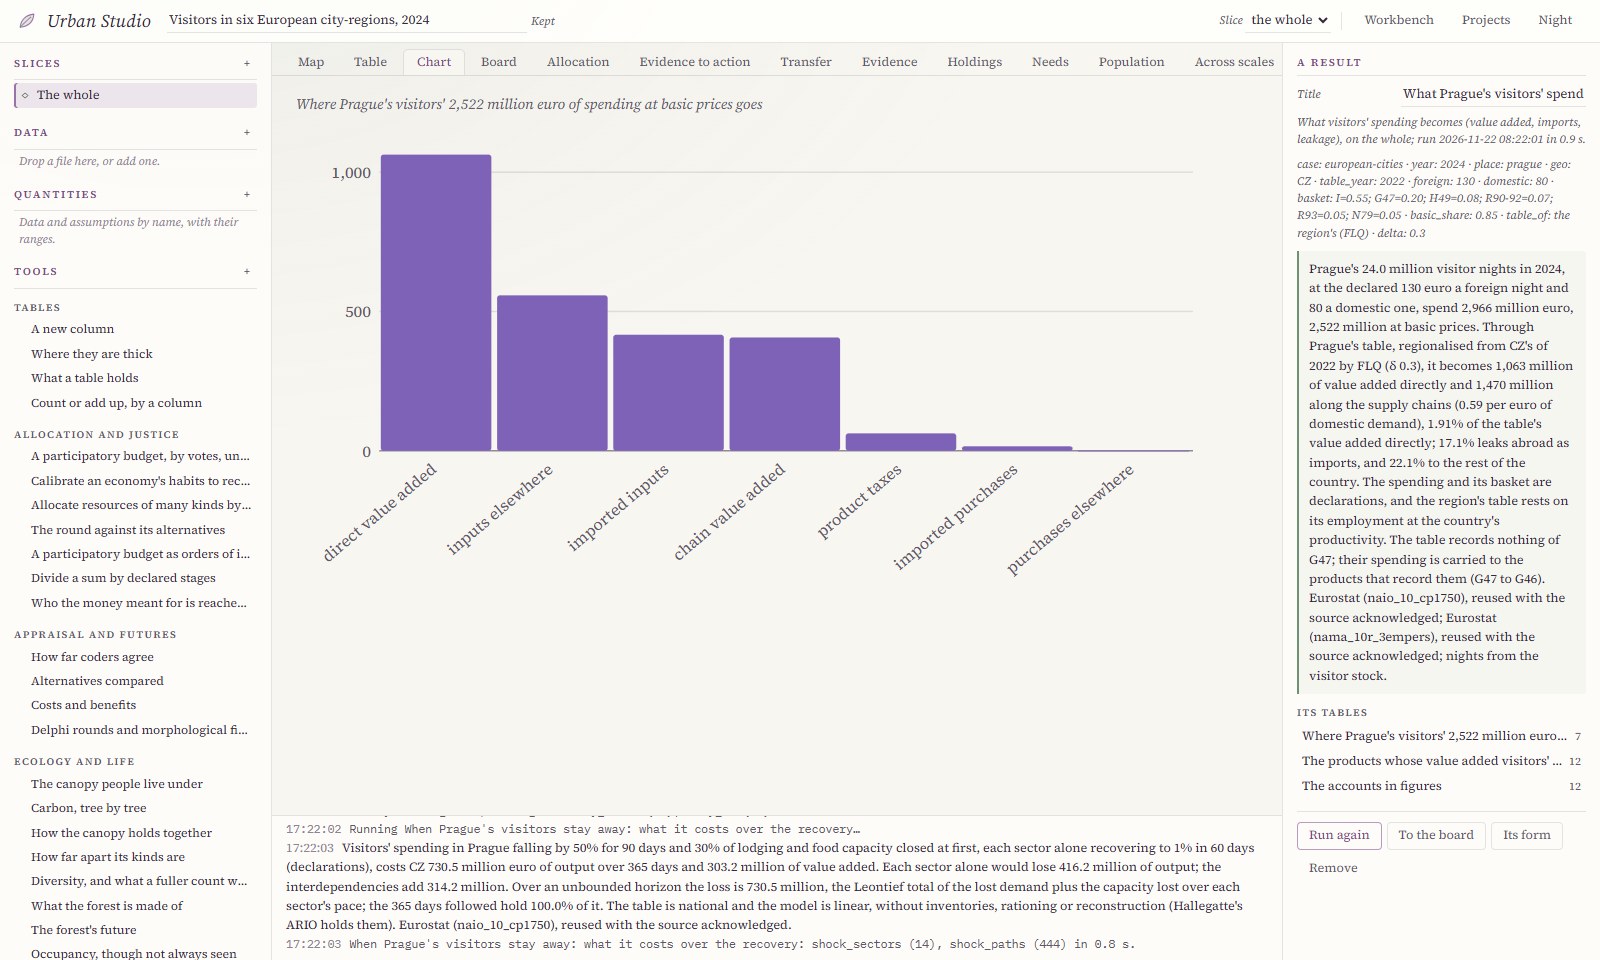 Urban Studio
Visitors in six European city-regions, 2024
Kept
Slice the whole
Workbench
Projects
Night
SLICES +
The whole
DATA +
Drop a file here, or add one.
QUANTITIES +
Data and assumptions by name, with their
ranges.
TOOLS +
TABLES
A new column
Where they are thick
What a table holds
Count or add up, by a column
ALLOCATION AND JUSTICE
A participatory budget, by votes, un…
Calibrate an economy's habits to rec…
Allocate resources of many kinds by…
The round against its alternatives
A participatory budget as orders of i…
Divide a sum by declared stages
Who the money meant for is reache…
APPRAISAL AND FUTURES
How far coders agree
Alternatives compared
Costs and benefits
Delphi rounds and morphological fi…
ECOLOGY AND LIFE
The canopy people live under
Carbon, tree by tree
How the canopy holds together
How far apart its kinds are
Diversity, and what a fuller count w…
What the forest is made of
The forest's future
Occupancy, though not always seen
Map Table Chart Board Allocation Evidence to action Transfer Evidence Holdings Needs Population Across scales
Where Prague's visitors' 2,522 million euro of spending at basic prices goes
1,000
500
0
direct value added
inputs elsewhere
imported inputs
chain value added
product taxes
imported purchases
purchases elsewhere
17:22:02 Running When Prague's visitors stay away: what it costs over the recovery…
17:22:03 Visitors' spending in Prague falling by 50% for 90 days and 30% of lodging and food capacity closed at first, each sector alone recovering to 1% in 60 days
(declarations), costs CZ 730.5 million euro of output over 365 days and 303.2 million of value added. Each sector alone would lose 416.2 million of output; the
interdependencies add 314.2 million. Over an unbounded horizon the loss is 730.5 million, the Leontief total of the lost demand plus the capacity lost over each
sector's pace; the 365 days followed hold 100.0% of it. The table is national and the model is linear, without inventories, rationing or reconstruction (Hallegatte's
ARIO holds them). Eurostat (naio_10_cp1750), reused with the source acknowledged.
17:22:03 When Prague's visitors stay away: what it costs over the recovery: shock_sectors (14), shock_paths (444) in 0.8 s.
A RESULT
Title What Prague's visitors' spend
What visitors' spending becomes (value added, imports,
leakage), on the whole; run 2026-11-22 08:22:01 in 0.9 s.
case: european-cities · year: 2024 · place: prague · geo:
CZ · table_year: 2022 · foreign: 130 · domestic: 80 ·
basket: I=0.55; G47=0.20; H49=0.08; R90-92=0.07;
R93=0.05; N79=0.05 · basic_share: 0.85 · table_of: the
region's (FLQ) · delta: 0.3
Prague's 24.0 million visitor nights in 2024,
at the declared 130 euro a foreign night and
80 a domestic one, spend 2,966 million euro,
2,522 million at basic prices. Through
Prague's table, regionalised from CZ's of
2022 by FLQ (δ 0.3), it becomes 1,063 million
of value added directly and 1,470 million
along the supply chains (0.59 per euro of
domestic demand), 1.91% of the table's
value added directly; 17.1% leaks abroad as
imports, and 22.1% to the rest of the
country. The spending and its basket are
declarations, and the region's table rests on
its employment at the country's
productivity. The table records nothing of
G47; their spending is carried to the
products that record them (G47 to G46).
Eurostat (naio_10_cp1750), reused with the
source acknowledged; Eurostat
(nama_10r_3empers), reused with the
source acknowledged; nights from the
visitor stock.
ITS TABLES
Where Prague's visitors' 2,522 million euro… 7
The products whose value added visitors' … 12
The accounts in figures 12
Run again
To the board
Its form
Remove